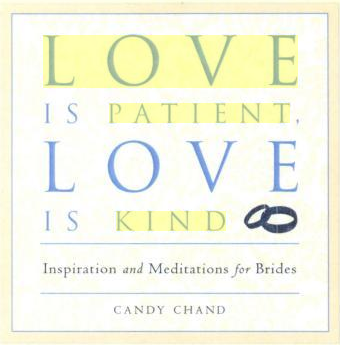 LOVE
IS PATIENT,
LOVE
IS KIND
Inspiration and Meditations for Brides
CANDY CHAND